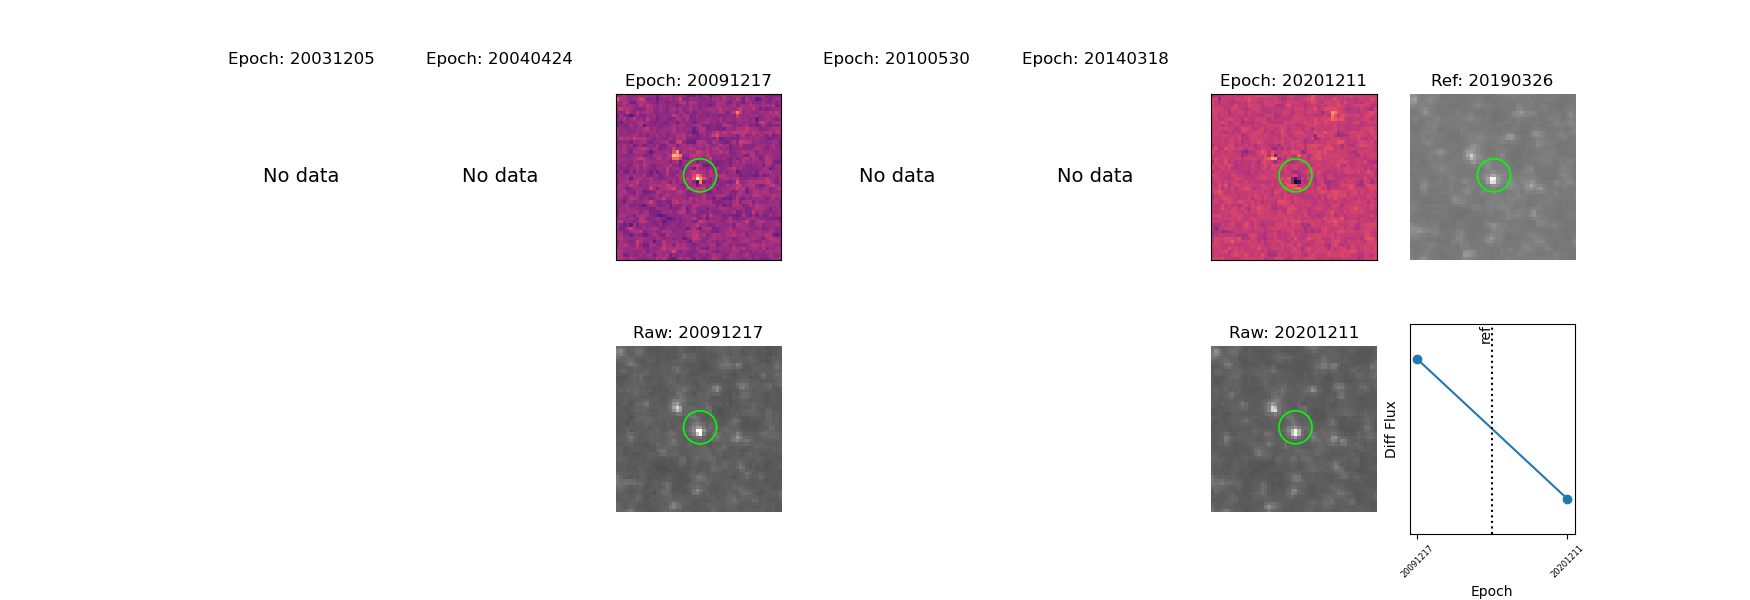 Epoch: 20031205
Epoch: 20040424
Epoch: 20091217
Epoch: 20100530
Epoch: 20140318
Epoch: 20201211
Ref: 20190326
No data
No data
No data
No data
Raw: 20091217
Raw: 20201211
ref
Diff Flux
20091217
20201211
Epoch